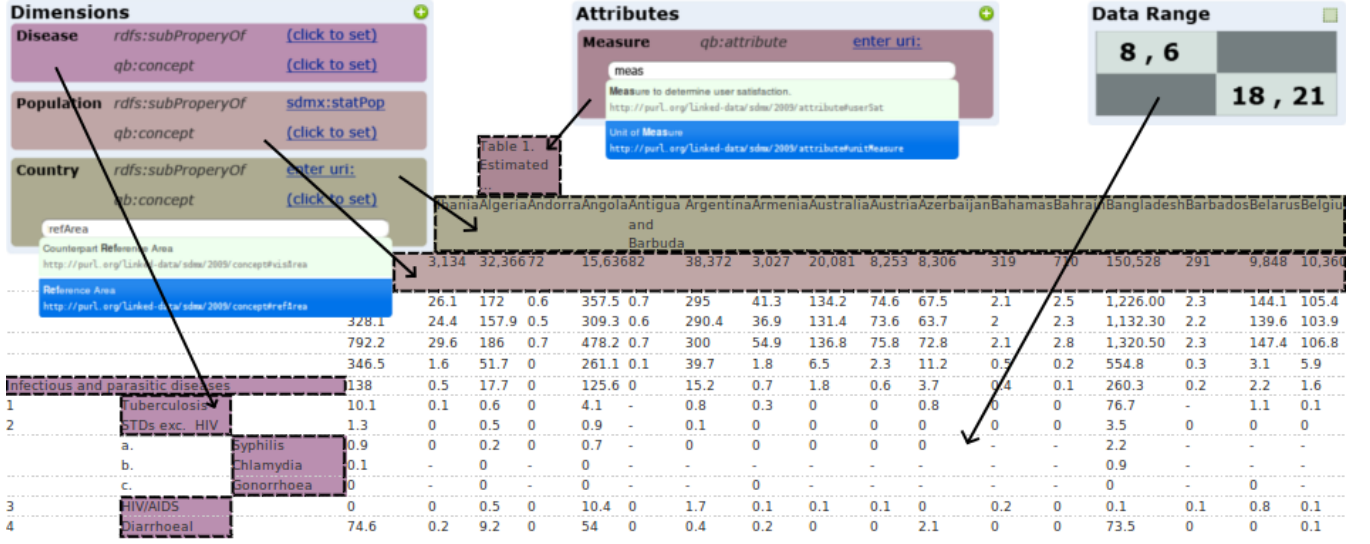 Dimensions
Disease rdfs:subProperyOf (click to set)
qb:concept (click to set)
Population rdfs:subProperyOf sdmx:statPop
qb:concept (click to set)
Country rdfs:subProperyOf enter uri:
qb:concept (click to set)
refArea
Counterpart Reference Area
http://purl.org/linked-data/sdmx/2009/concept#visArea
Reference Area
http://purl.org/linked-data/sdmx/2009/concept#refArea
Attributes
Measure qb:attribute enter uri:
meas
Measure to determine user satisfaction.
http://purl.org/linked-data/sdmx/2009/attribute#userSat
Unit of Measure
http://purl.org/linked-data/sdmx/2009/attribute#unitMeasure
Data Range
8 , 6
18 , 21
Table 1.
Estimated
...
bania Algeria Andorra Angola Antigua Argentina Armenia Australia Austria Azerbaijan Bahamas Bahrain Bangladesh Barbados Belarus Belgiu
and
Barbuda
3,134 32,366 72 15,636 82 38,372 3,027 20,081 8,253 8,306 319 710 150,528 291 9,848 10,360
26.1 172 0.6 357.5 0.7 295 41.3 134.2 74.6 67.5 2.1 2.5 1,226.00 2.3 144.1 105.4
328.1 24.4 157.9 0.5 309.3 0.6 290.4 36.9 131.4 73.6 63.7 2 2.3 1,132.30 2.2 139.6 103.9
792.2 29.6 186 0.7 478.2 0.7 300 54.9 136.8 75.8 72.8 2.1 2.8 1,320.50 2.3 147.4 106.8
346.5 1.6 51.7 0 261.1 0.1 39.7 1.8 6.5 2.3 11.2 0.5 0.2 554.8 0.3 3.1 5.9
Infectious and parasitic diseases 138 0.5 17.7 0 125.6 0 15.2 0.7 1.8 0.6 3.7 0.4 0.1 260.3 0.2 2.2 1.6
1 Tuberculosis 10.1 0.1 0.6 0 4.1 - 0.8 0.3 0 0 0.8 0 0 76.7 - 1.1 0.1
2 STDs exc. HIV 1.3 0 0.5 0 0.9 - 0.1 0 0 0 0 0 0 3.5 0 0 0
a. Syphilis 0.9 0 0.2 0 0.7 - 0 0 0 0 0 - - 2.2 - - -
b. Chlamydia 0.1 - 0 - 0 - - - - - - - - 0.9 - - -
c. Gonorrhoea 0 - 0 - 0 - - 0 - - - - - 0 - 0 -
3 HIV/AIDS 0 0 0.5 0 10.4 0 1.7 0.1 0.1 0.1 0 0.2 0 0.1 0.1 0.8 0.1
4 Diarrhoeal 74.6 0.2 9.2 0 54 0 0.4 0.2 0 0 2.1 0 0 73.5 0 0 0.1